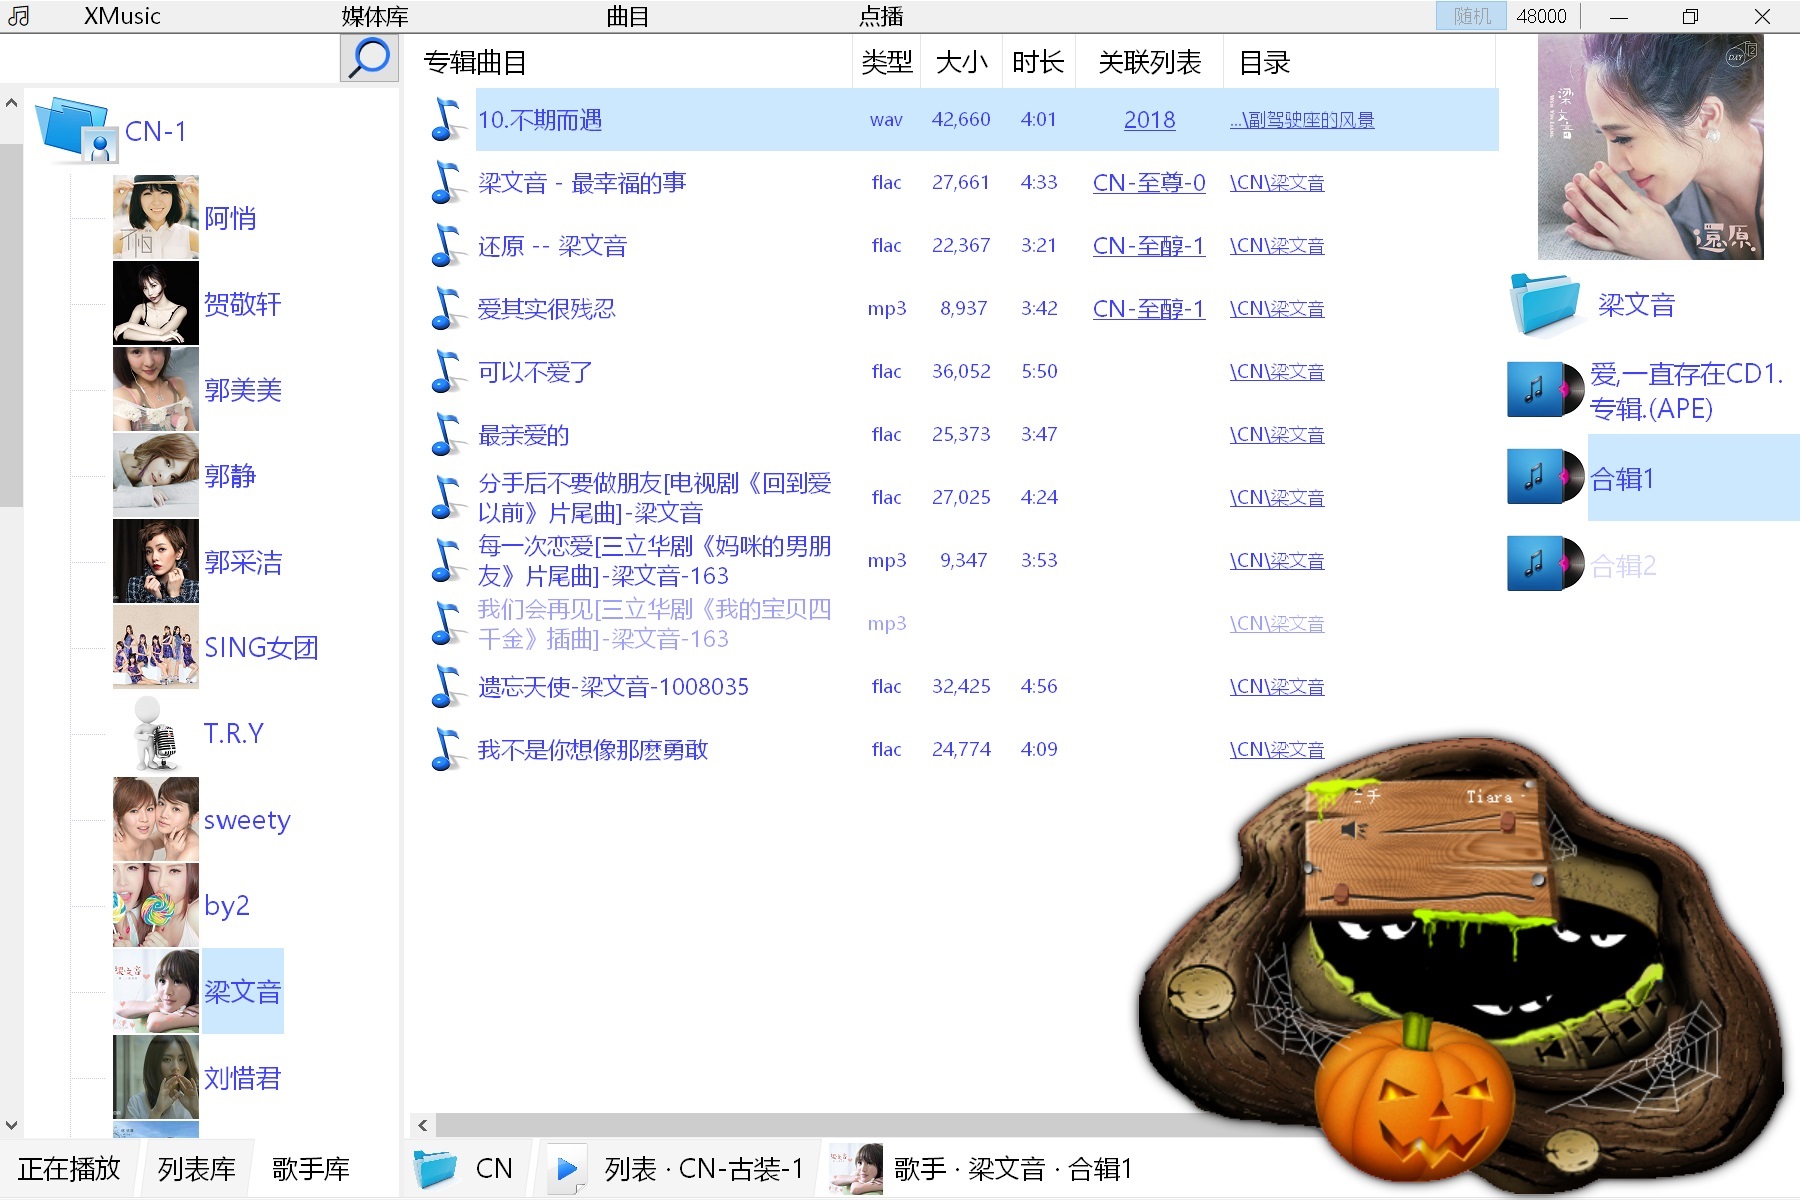 XMusic 媒体库 曲目 点播 随机 48000
专辑曲目 类型 大小 时长 关联列表 目录
CN-1
阿悄
贺敬轩
郭美美
郭静
郭采洁
SING女团
T.R.Y
sweety
by2
梁文音
刘惜君
10.不期而遇 wav 42,660 4:01 2018 ...\副驾驶座的风景
梁文音 - 最幸福的事 flac 27,661 4:33 CN-至尊-0 \CN\梁文音
还原 -- 梁文音 flac 22,367 3:21 CN-至醇-1 \CN\梁文音
爱其实很残忍 mp3 8,937 3:42 CN-至醇-1 \CN\梁文音
可以不爱了 flac 36,052 5:50 \CN\梁文音
最亲爱的 flac 25,373 3:47 \CN\梁文音
分手后不要做朋友[电视剧《回到爱
以前》片尾曲]-梁文音 flac 27,025 4:24 \CN\梁文音
每一次恋爱[三立华剧《妈咪的男朋
友》片尾曲]-梁文音-163 mp3 9,347 3:53 \CN\梁文音
我们会再见[三立华剧《我的宝贝四
千金》插曲]-梁文音-163 mp3 \CN\梁文音
遗忘天使-梁文音-1008035 flac 32,425 4:56 \CN\梁文音
我不是你想像那麽勇敢 flac 24,774 4:09 \CN\梁文音
梁文音
還原
梁文音
爱,一直存在CD1.
专辑.(APE)
合辑1
合辑2
Tiara -
正在播放 列表库 歌手库 CN 列表 · CN-古装-1 歌手 · 梁文音 · 合辑1